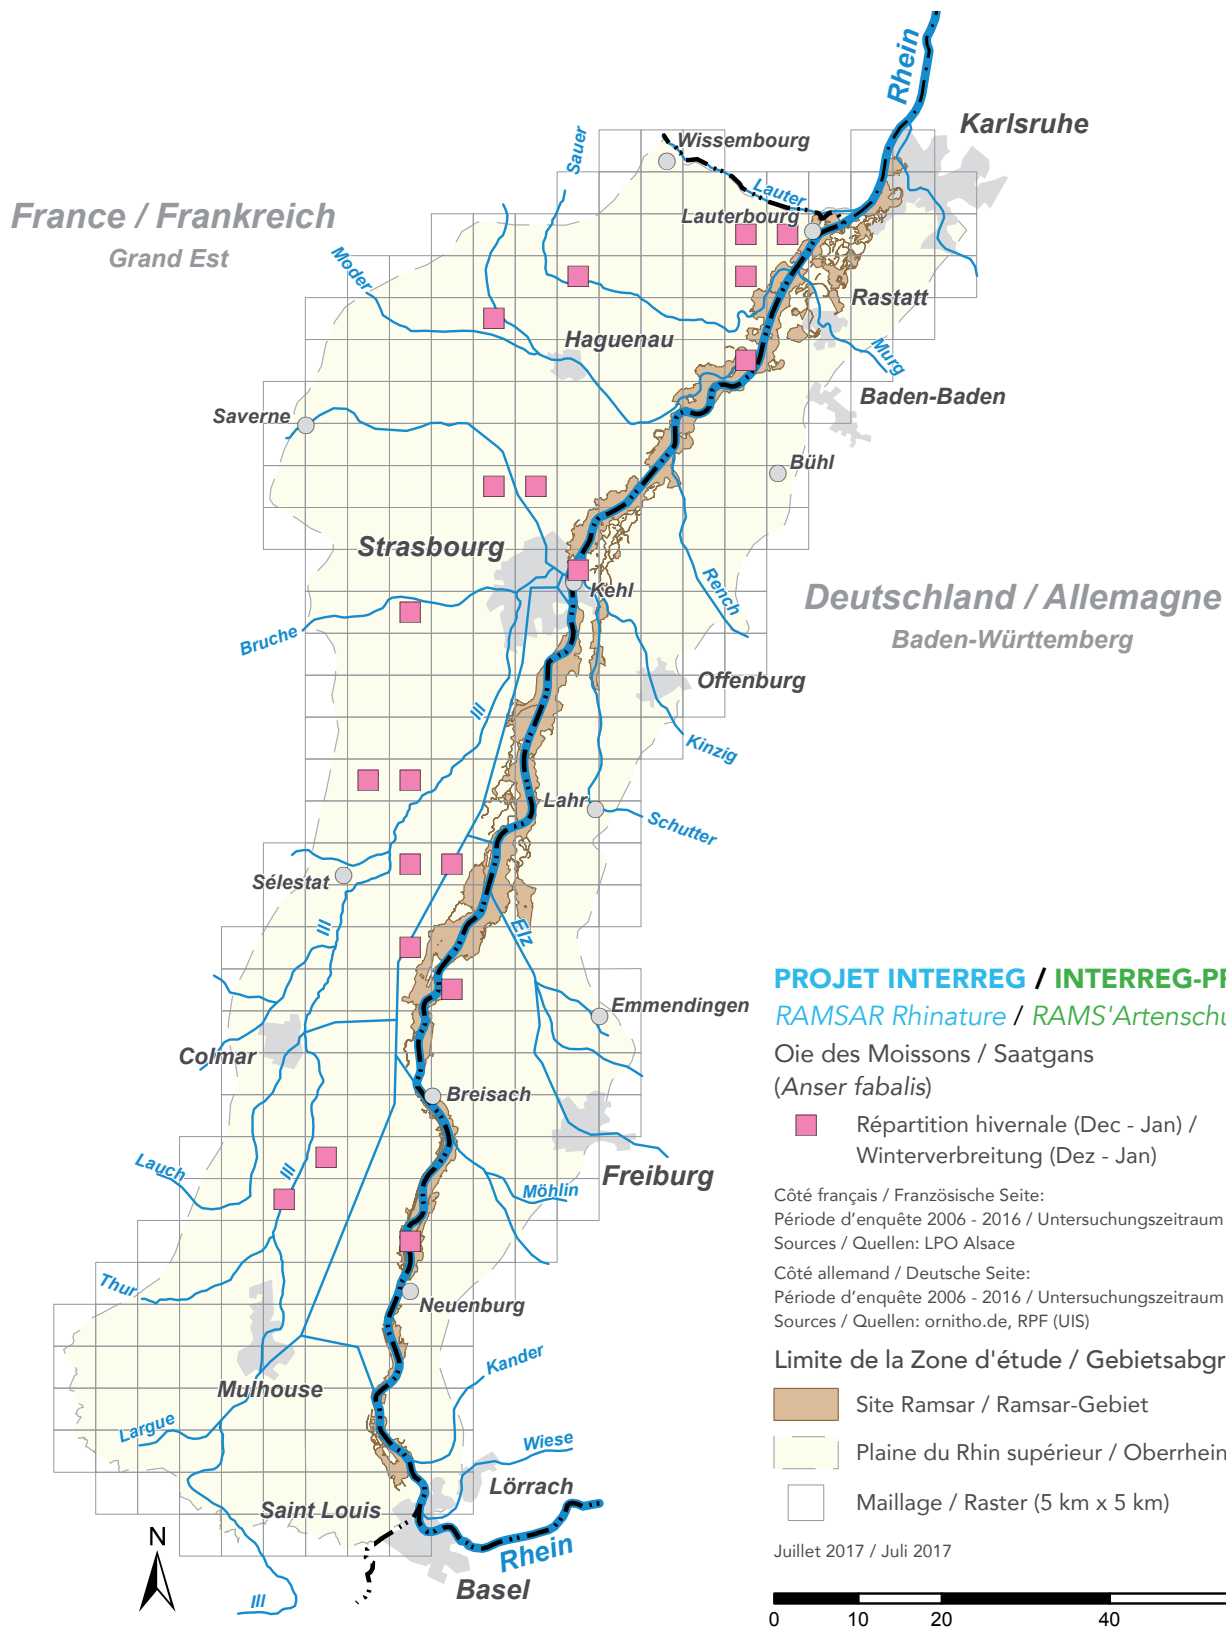 Rhein
Karlsruhe
Wissembourg
Sauer
Lauter
France / Frankreich
Grand Est
Lauterbourg
Moder
Rastatt
Haguenau
Murg
Baden-Baden
Saverne
Bühl
Strasbourg
Kehl
Rench
Deutschland / Allemagne
Baden-Württemberg
Bruche
Offenburg
Ill
Kinzig
Lahr
Schutter
Sélestat
Ill
Elz
Emmendingen
Colmar
Breisach
Freiburg
Lauch
Ill
Möhlin
Thur
Neuenburg
Kander
Mulhouse
Largue
Wiese
Lörrach
Saint Louis
Rhein
Basel
Ill
N
PROJET INTERREG / INTERREG-PR
RAMSAR Rhinature / RAMS'Artenschu
Oie des Moissons / Saatgans
(Anser fabalis)
Répartition hivernale (Dec - Jan) /
Winterverbreitung (Dez - Jan)
Côté français / Französische Seite:
Période d'enquête 2006 - 2016 / Untersuchungszeitraum
Sources / Quellen: LPO Alsace
Côté allemand / Deutsche Seite:
Période d'enquête 2006 - 2016 / Untersuchungszeitraum
Sources / Quellen: ornitho.de, RPF (UIS)
Limite de la Zone d'étude / Gebietsabgr
Site Ramsar / Ramsar-Gebiet
Plaine du Rhin supérieur / Oberrhein
Maillage / Raster (5 km x 5 km)
Juillet 2017 / Juli 2017
0 10 20 40